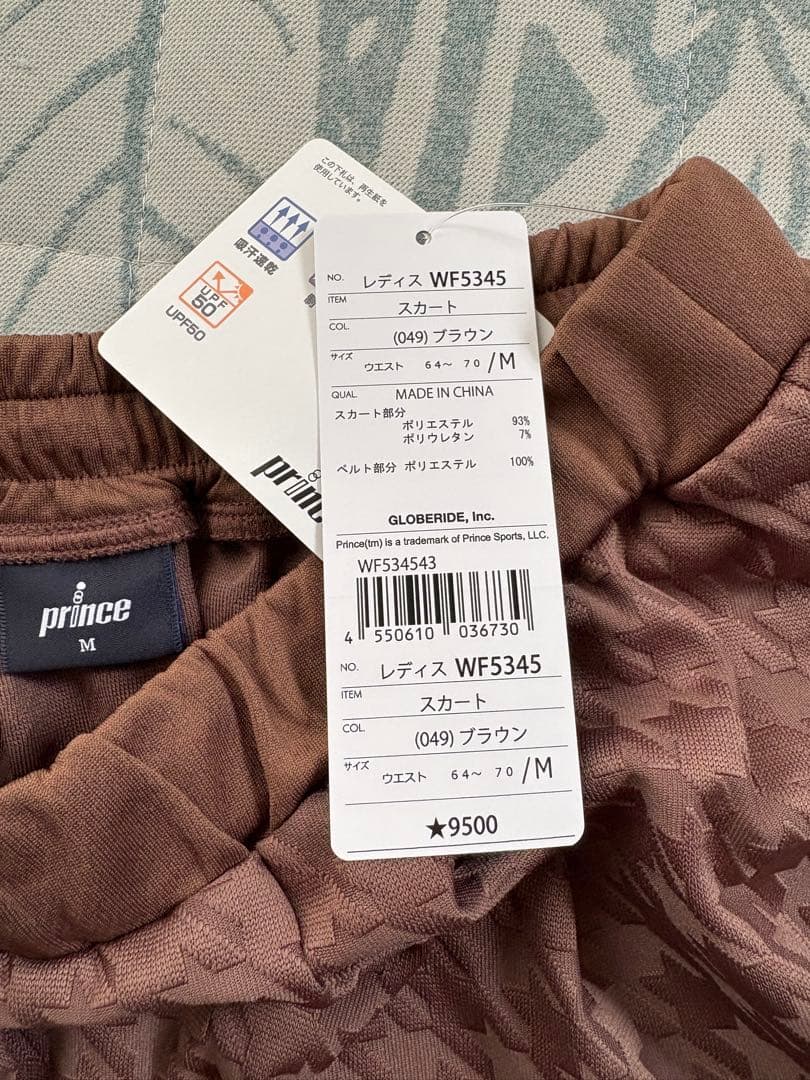 この下札は、再生紙を
使用しています。
吸汗速乾
UPF
50
UPF50
prince
NO. レディス WF5345
ITEM スカート
COL. (049) ブラウン
サイズ ウエスト 64〜 70 /M
QUAL. MADE IN CHINA
スカート部分
ポリエステル 93%
ポリウレタン 7%
ベルト部分 ポリエステル 100%
GLOBERIDE, Inc.
Prince(tm) is a trademark of Prince Sports, LLC.
WF534543
4 550610 036730
NO. レディス WF5345
ITEM スカート
COL. (049) ブラウン
サイズ ウエスト 64〜 70 /M
★9500
prince
M